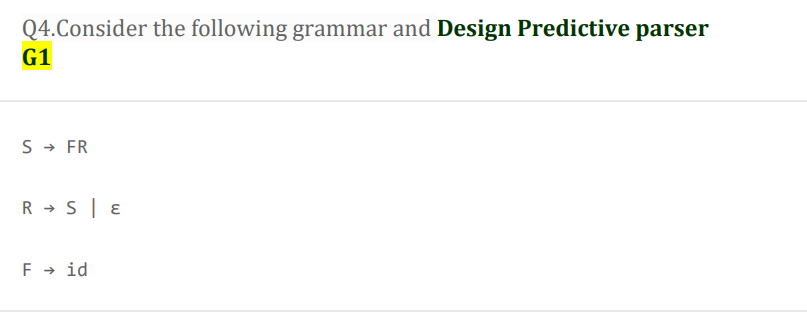 Q4.Consider the following grammar and Design Predictive parser
G1
S → FR
R → S | ε
F → id